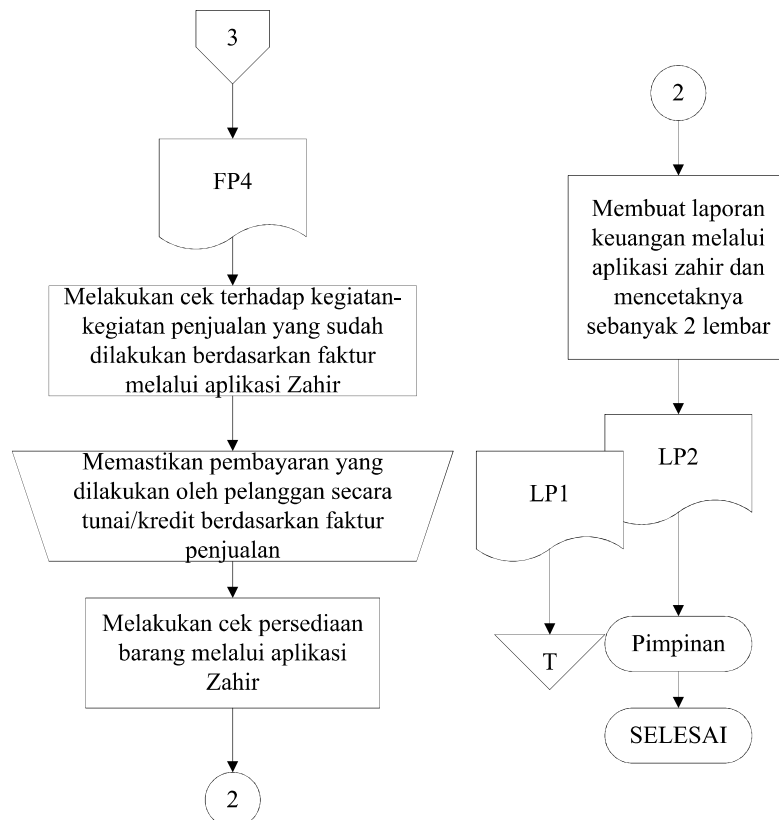 3
FP4
Melakukan cek terhadap kegiatan-
kegiatan penjualan yang sudah
dilakukan berdasarkan faktur
melalui aplikasi Zahir
Memastikan pembayaran yang
dilakukan oleh pelanggan secara
tunai/kredit berdasarkan faktur
penjualan
Melakukan cek persediaan
barang melalui aplikasi
Zahir
2
2
Membuat laporan
keuangan melalui
aplikasi zahir dan
mencetaknya
sebanyak 2 lembar
LP2
LP1
T
Pimpinan
SELESAI